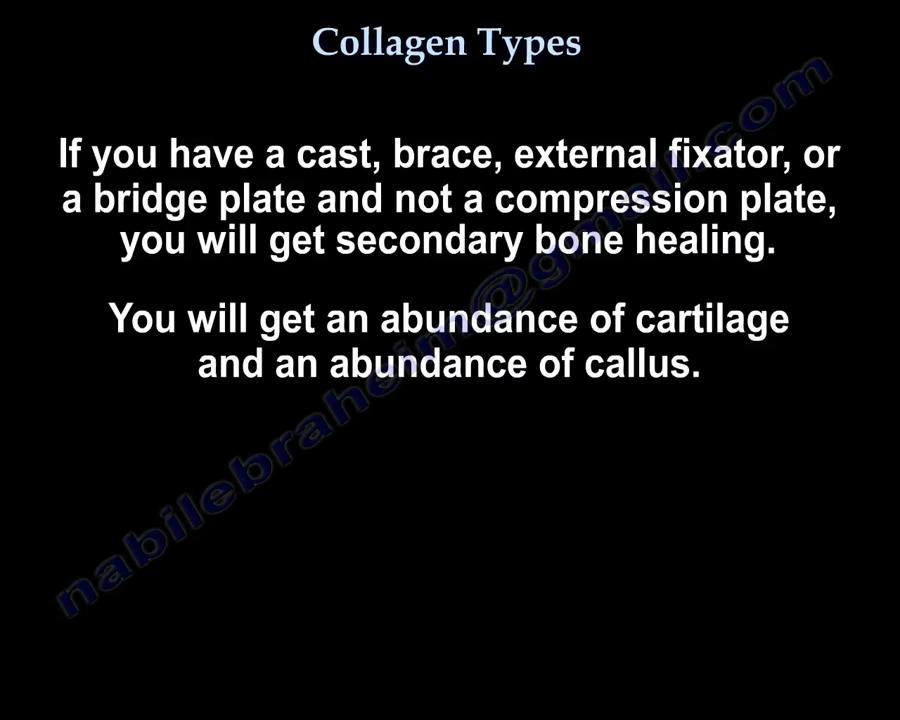 Collagen Types
If you have a cast, brace, external fixator, or
a bridge plate and not a compression plate,
you will get secondary bone healing.
You will get an abundance of cartilage
and an abundance of callus.
nabilebraheim@gmail.com